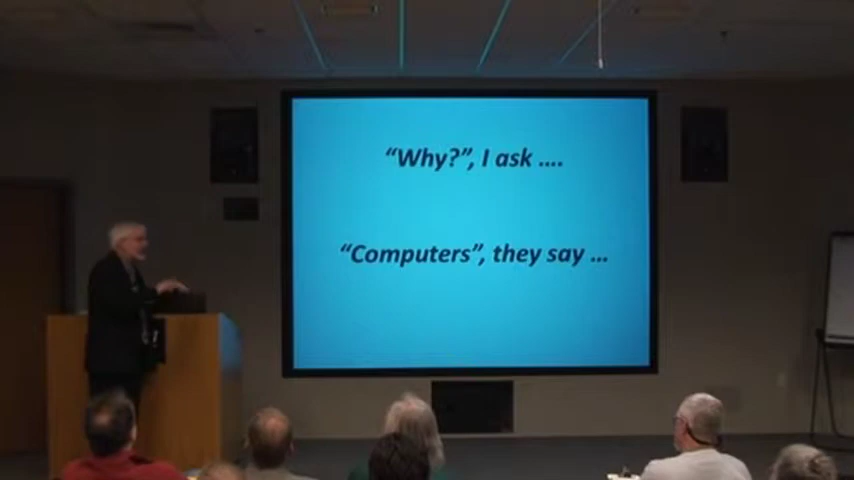 “Why?”, I ask ....
“Computers”, they say ...